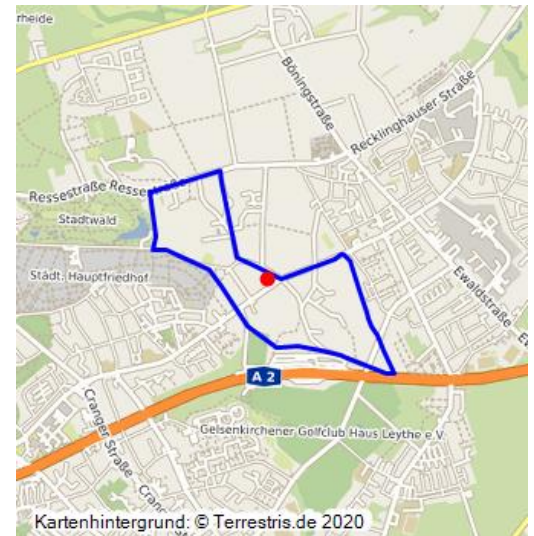 rheide
Böningstraße
Recklinghauser Straße
Ressestraße Ressestraße
Stadtwald
Städt. Hauptfriedhof
Ewaldstraße
A 2
Cranger Straße
Gelsenkirchener Golfclub Haus Leythe e.V
Kartenhintergrund: © Terrestris.de 2020